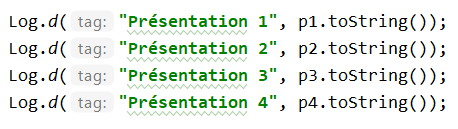 Log.d( tag: "Présentation 1", p1.toString());
Log.d( tag: "Présentation 2", p2.toString());
Log.d( tag: "Présentation 3", p3.toString());
Log.d( tag: "Présentation 4", p4.toString());